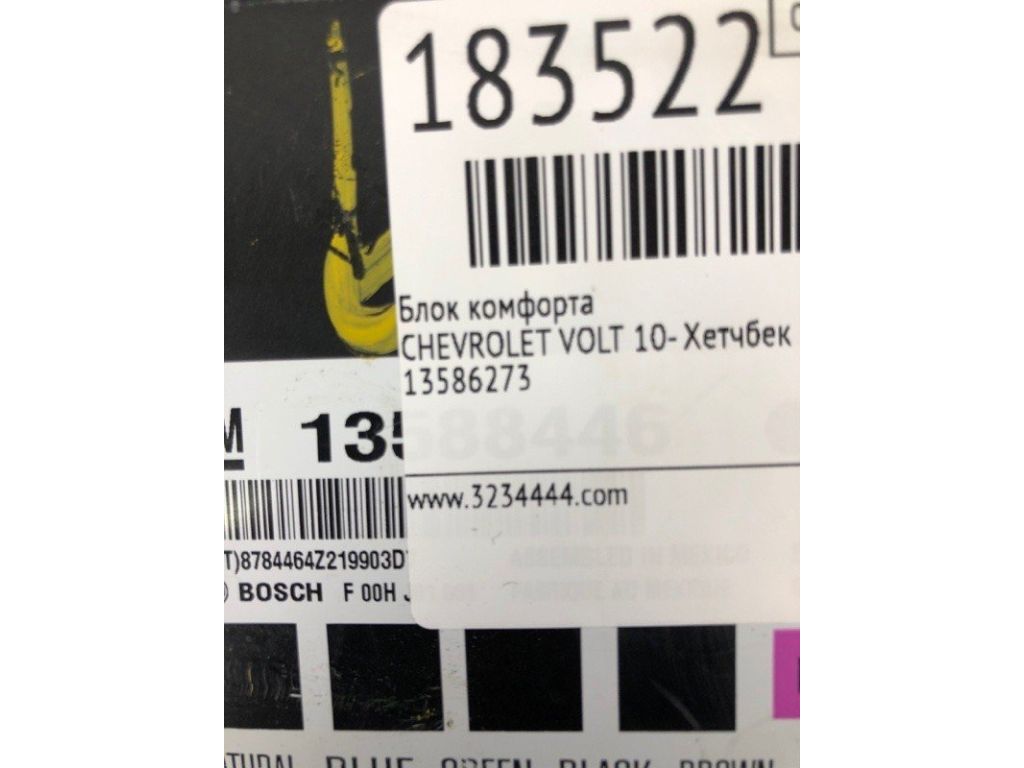 183522
Блок комфорта
CHEVROLET VOLT 10- Хетчбек
13586273
13588446
www.3234444.com
T)8784464Z219903D
ASSEMBLED IN MEXICO
BOSCH F 00H J
BLUE GREEN BLACK BROWN